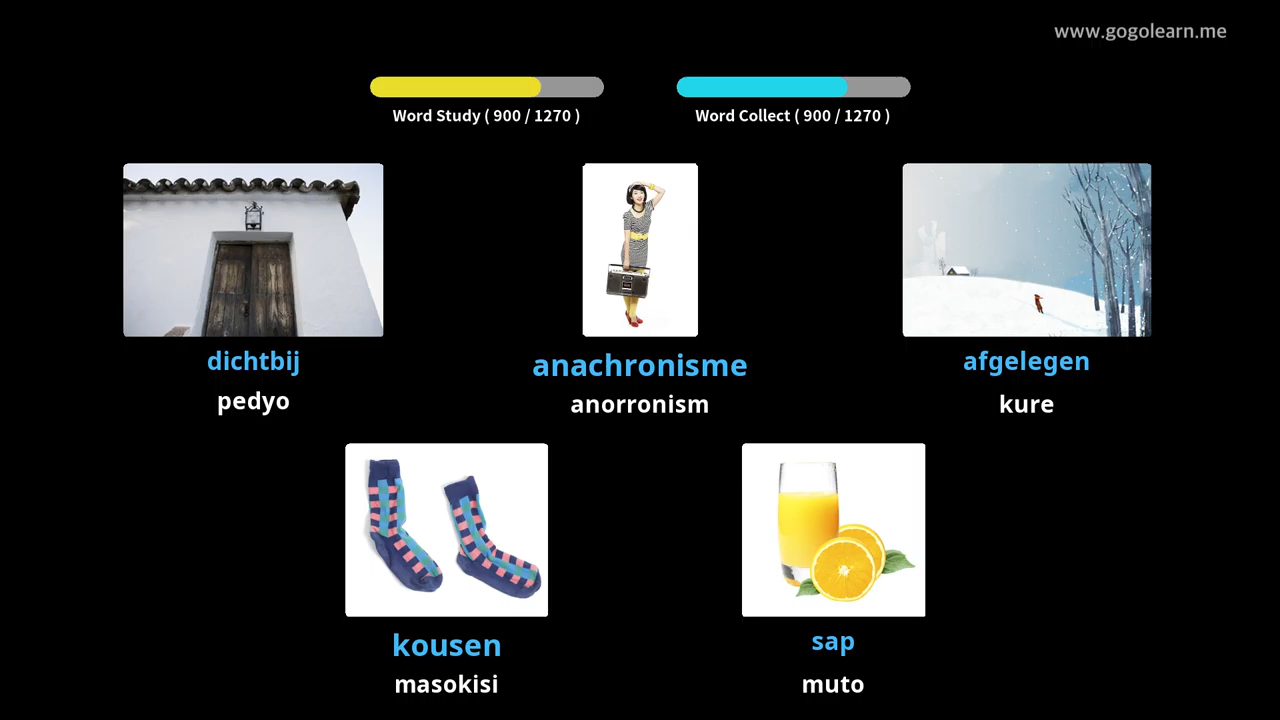 www.gogolearn.me
Word Study ( 900 / 1270 )
Word Collect ( 900 / 1270 )
dichtbij
pedyo
anachronisme
anorronism
afgelegen
kure
kousen
masokisi
sap
muto